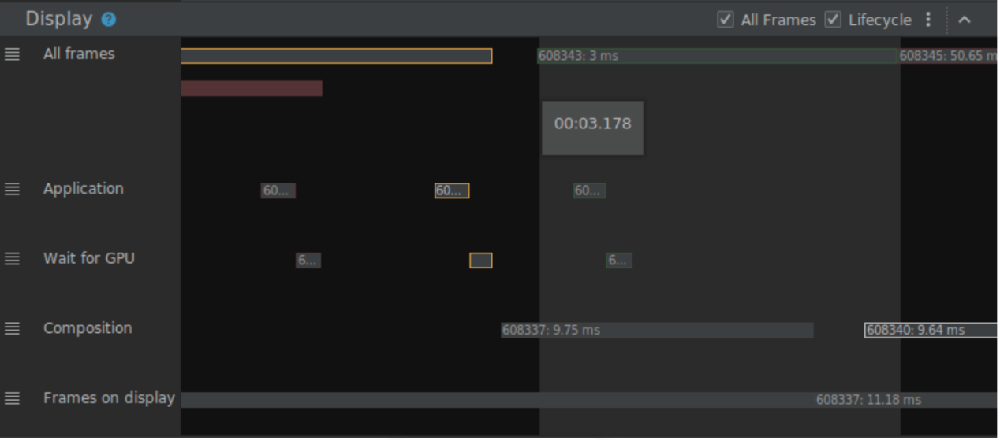 Display ?
All Frames Lifecycle
All frames
608343: 3 ms
608345: 50.65 m
00:03.178
Application
60...
60...
60...
Wait for GPU
6...
6...
Composition
608337: 9.75 ms
608340: 9.64 ms
Frames on display
608337: 11.18 ms